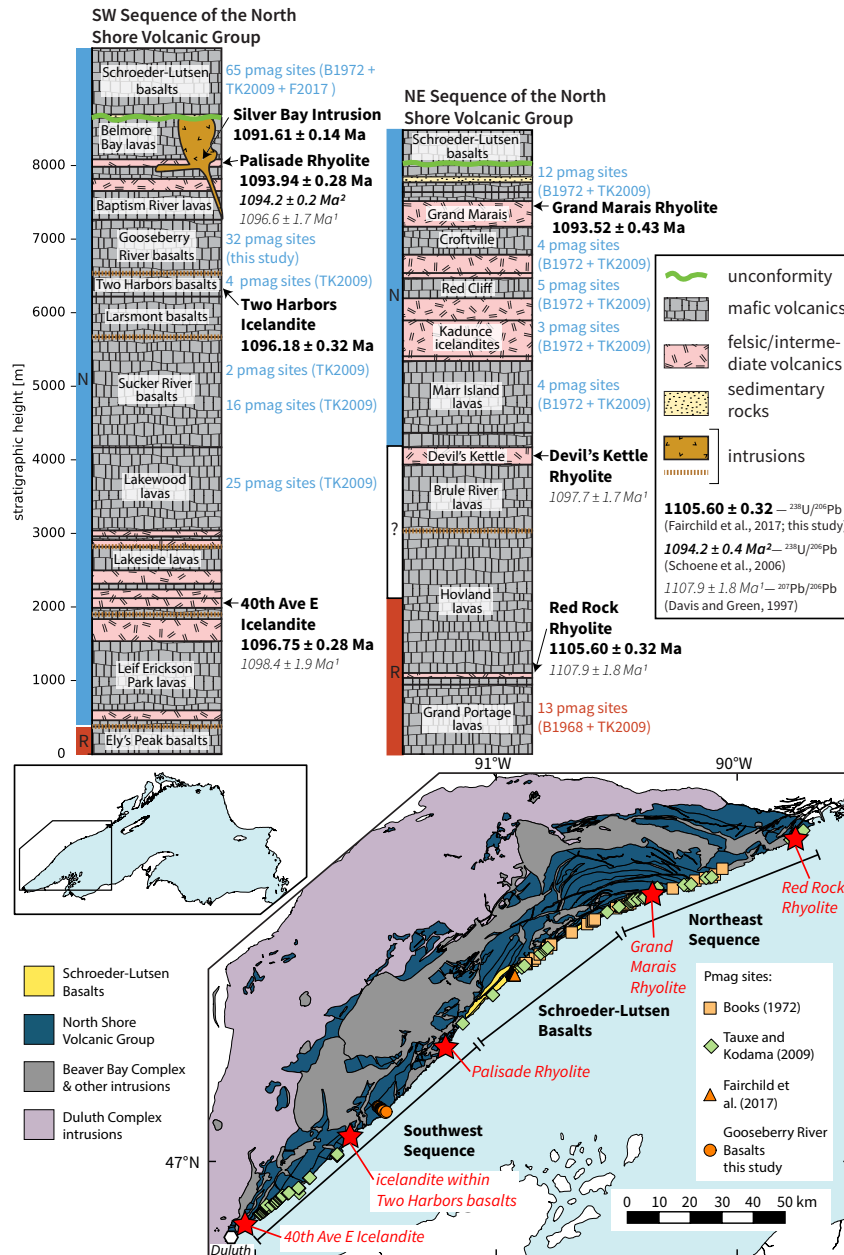 SW Sequence of the North
Shore Volcanic Group
Schroeder-Lutsen
basalts
65 pmag sites (B1972 +
TK2009 + F2017 )
Silver Bay Intrusion
1091.61 ± 0.14 Ma
Belmore
Bay lavas
Palisade Rhyolite
1093.94 ± 0.28 Ma
1094.2 ± 0.2 Ma²
1096.6 ± 1.7 Ma¹
Baptism River lavas
Gooseberry
River basalts
32 pmag sites
(this study)
Two Harbors basalts
4 pmag sites (TK2009)
Larsmont basalts
Two Harbors
Icelandite
1096.18 ± 0.32 Ma
Sucker River
basalts
2 pmag sites (TK2009)
16 pmag sites (TK2009)
Lakewood
lavas
25 pmag sites (TK2009)
Lakeside lavas
40th Ave E
Icelandite
1096.75 ± 0.28 Ma
1098.4 ± 1.9 Ma¹
Leif Erickson
Park lavas
Ely's Peak basalts
N
R
stratigraphic height [m]
8000
7000
6000
5000
4000
3000
2000
1000
0
NE Sequence of the North
Shore Volcanic Group
Schroeder-Lutsen
basalts
12 pmag sites
(B1972 + TK2009)
Grand Marais
Grand Marais Rhyolite
1093.52 ± 0.43 Ma
Croftville
4 pmag sites
(B1972 + TK2009)
Red Cliff
5 pmag sites
(B1972 + TK2009)
Kadunce
icelandites
3 pmag sites
(B1972 + TK2009)
Marr Island
lavas
4 pmag sites
(B1972 + TK2009)
Devil's Kettle
Devil's Kettle
Rhyolite
1097.7 ± 1.7 Ma¹
Brule River
lavas
Hovland
lavas
Red Rock
Rhyolite
1105.60 ± 0.32 Ma
1107.9 ± 1.8 Ma¹
Grand Portage
lavas
13 pmag sites
(B1968 + TK2009)
N
?
R
unconformity
mafic volcanics
felsic/interme-
diate volcanics
sedimentary
rocks
intrusions
1105.60 ± 0.32 — ²³⁸U/²⁰⁶Pb
(Fairchild et al., 2017; this study)
1094.2 ± 0.4 Ma² — ²³⁸U/²⁰⁶Pb
(Schoene et al., 2006)
1107.9 ± 1.8 Ma¹ — ²⁰⁷Pb/²⁰⁶Pb
(Davis and Green, 1997)
91°W
90°W
47°N
Red Rock
Rhyolite
Northeast
Sequence
Grand
Marais
Rhyolite
Schroeder-Lutsen
Basalts
Palisade Rhyolite
Southwest
Sequence
icelandite within
Two Harbors basalts
40th Ave E Icelandite
Duluth
Schroeder-Lutsen
Basalts
North Shore
Volcanic Group
Beaver Bay Complex
& other intrusions
Duluth Complex
intrusions
Pmag sites:
Books (1972)
Tauxe and
Kodama (2009)
Fairchild et
al. (2017)
Gooseberry River
Basalts
this study
0 10 20 30 40 50 km